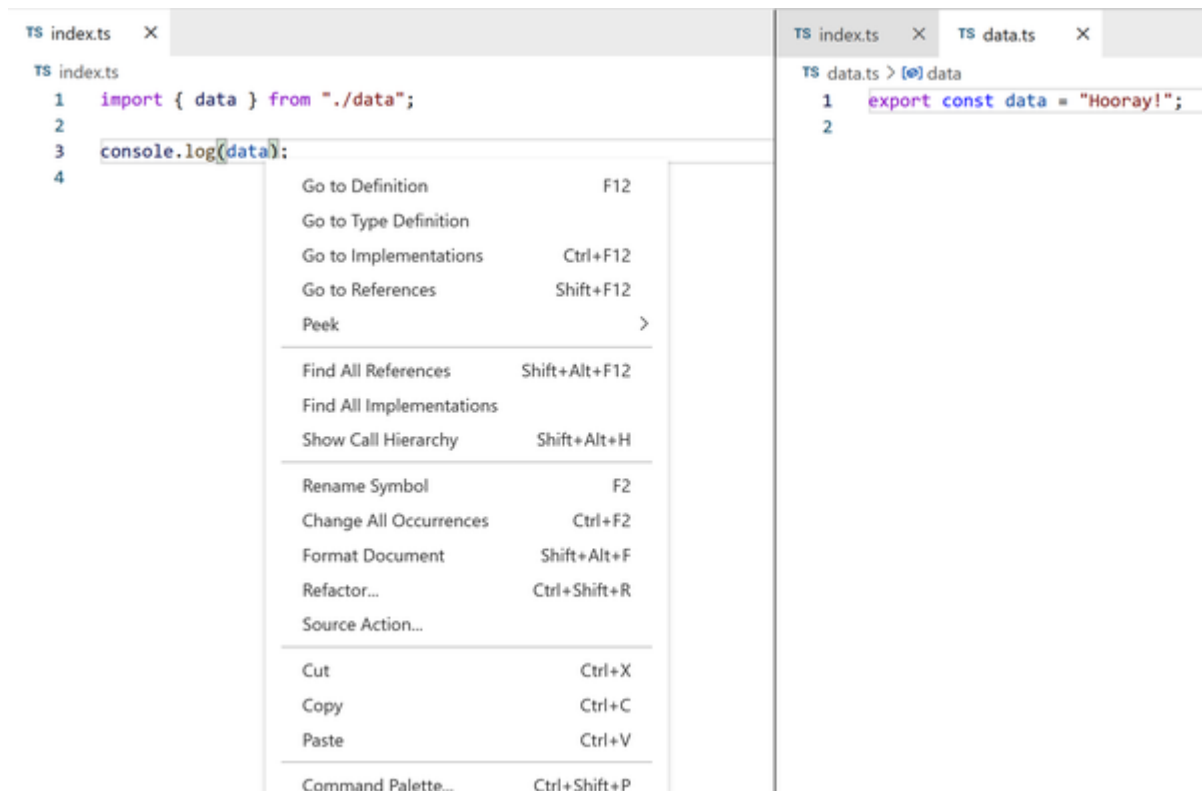 TS index.ts
TS index.ts
1 import { data } from "./data";
2
3 console.log(data);
4
Go to Definition F12
Go to Type Definition
Go to Implementations Ctrl+F12
Go to References Shift+F12
Peek
Find All References Shift+Alt+F12
Find All Implementations
Show Call Hierarchy Shift+Alt+H
Rename Symbol F2
Change All Occurrences Ctrl+F2
Format Document Shift+Alt+F
Refactor... Ctrl+Shift+R
Source Action...
Cut Ctrl+X
Copy Ctrl+C
Paste Ctrl+V
Command Palette... Ctrl+Shift+P
TS index.ts TS data.ts
TS data.ts > data
1 export const data = "Hooray!";
2